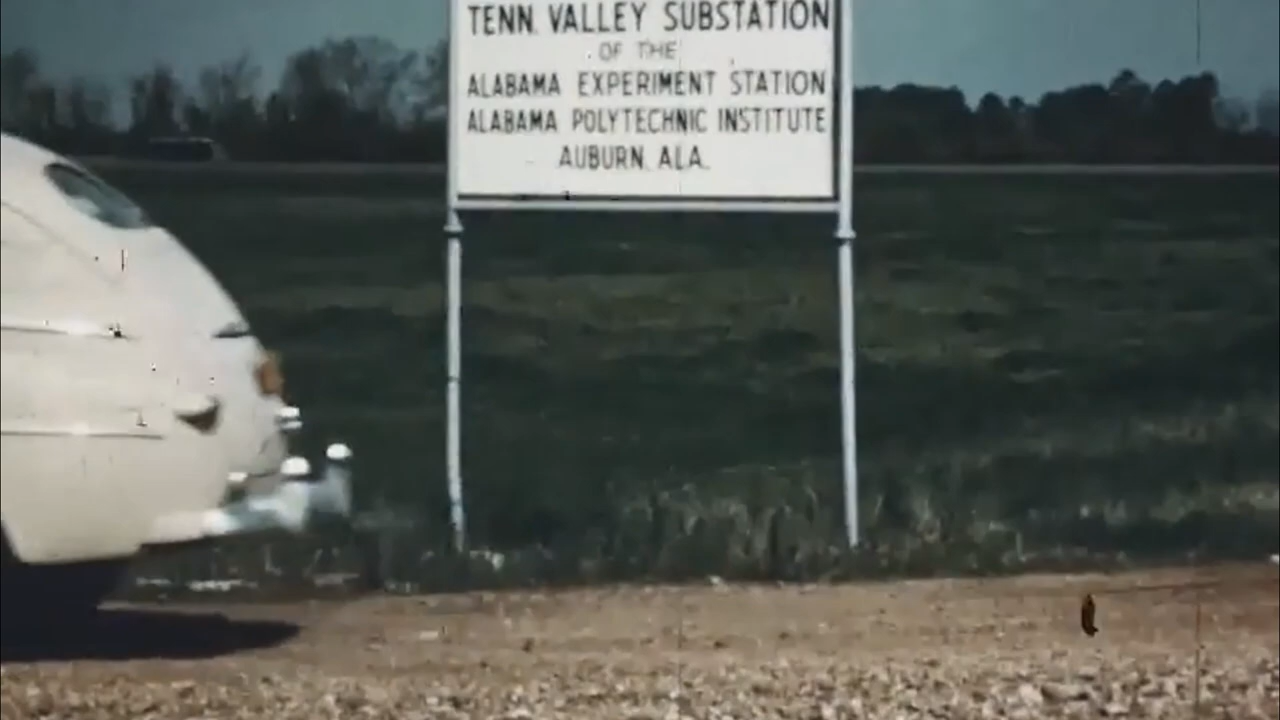 TENN. VALLEY SUBSTATION
OF THE
ALABAMA EXPERIMENT STATION
ALABAMA POLYTECHNIC INSTITUTE
AUBURN, ALA.